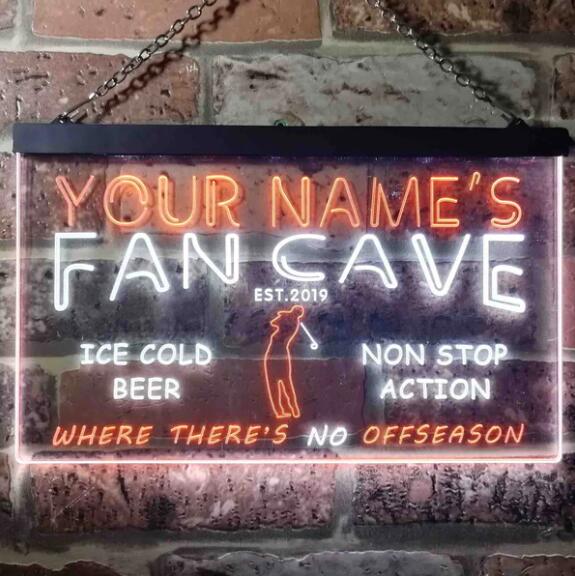 YOUR NAME'S
FAN CAVE
EST.2019
ICE COLD
BEER
NON STOP
ACTION
WHERE THERE'S NO OFFSEASON